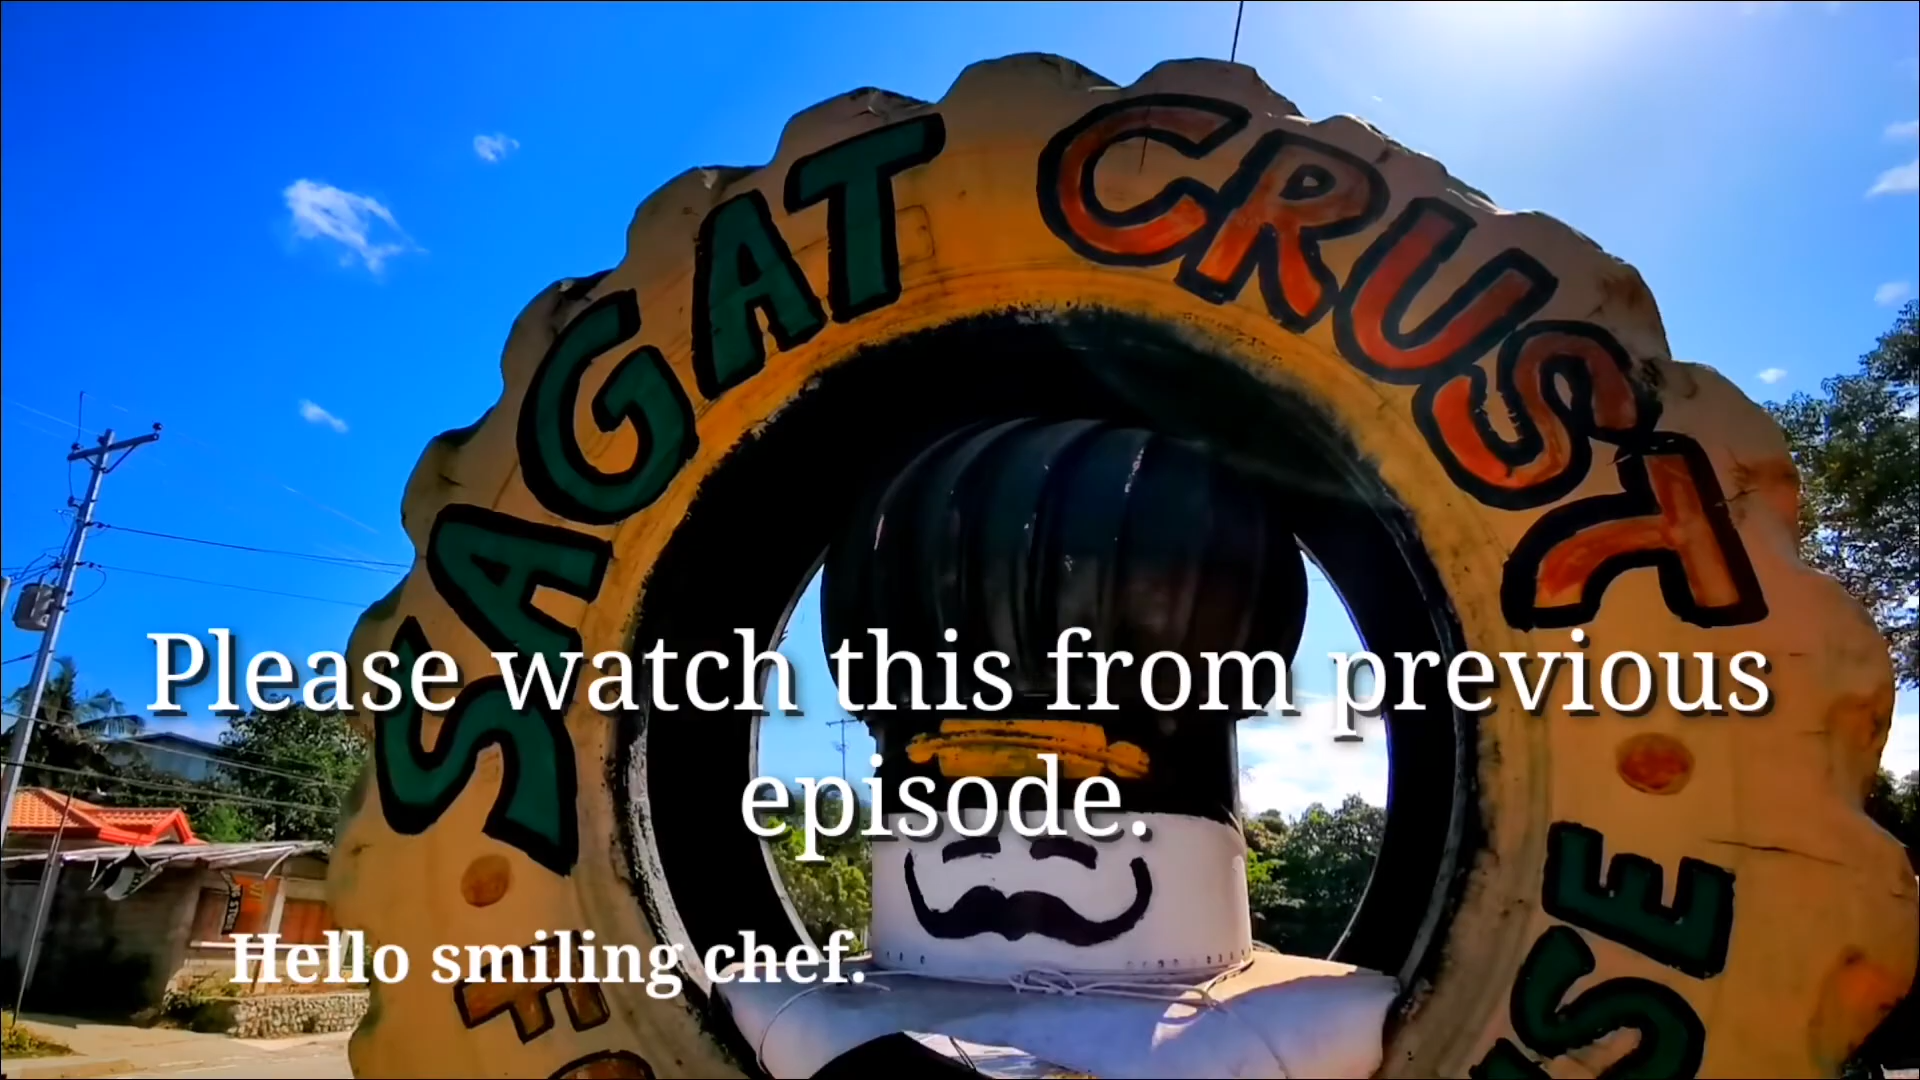 SAGAT CRUST
Please watch this from previous
episode.
Hello smiling chef.